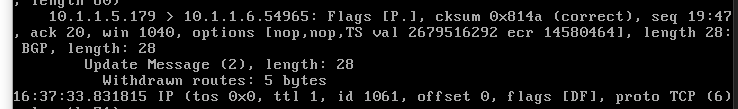 10.1.1.5.179 > 10.1.1.6.54965: Flags [P.], cksum 0x814a (correct), seq 19:47
, ack 20, win 1040, options [nop,nop,TS val 2679516292 ecr 14580464], length 28:
BGP, length: 28
Update Message (2), length: 28
Withdrawn routes: 5 bytes
16:37:33.831815 IP (tos 0x0, ttl 1, id 1061, offset 0, flags [DF], proto TCP (6)